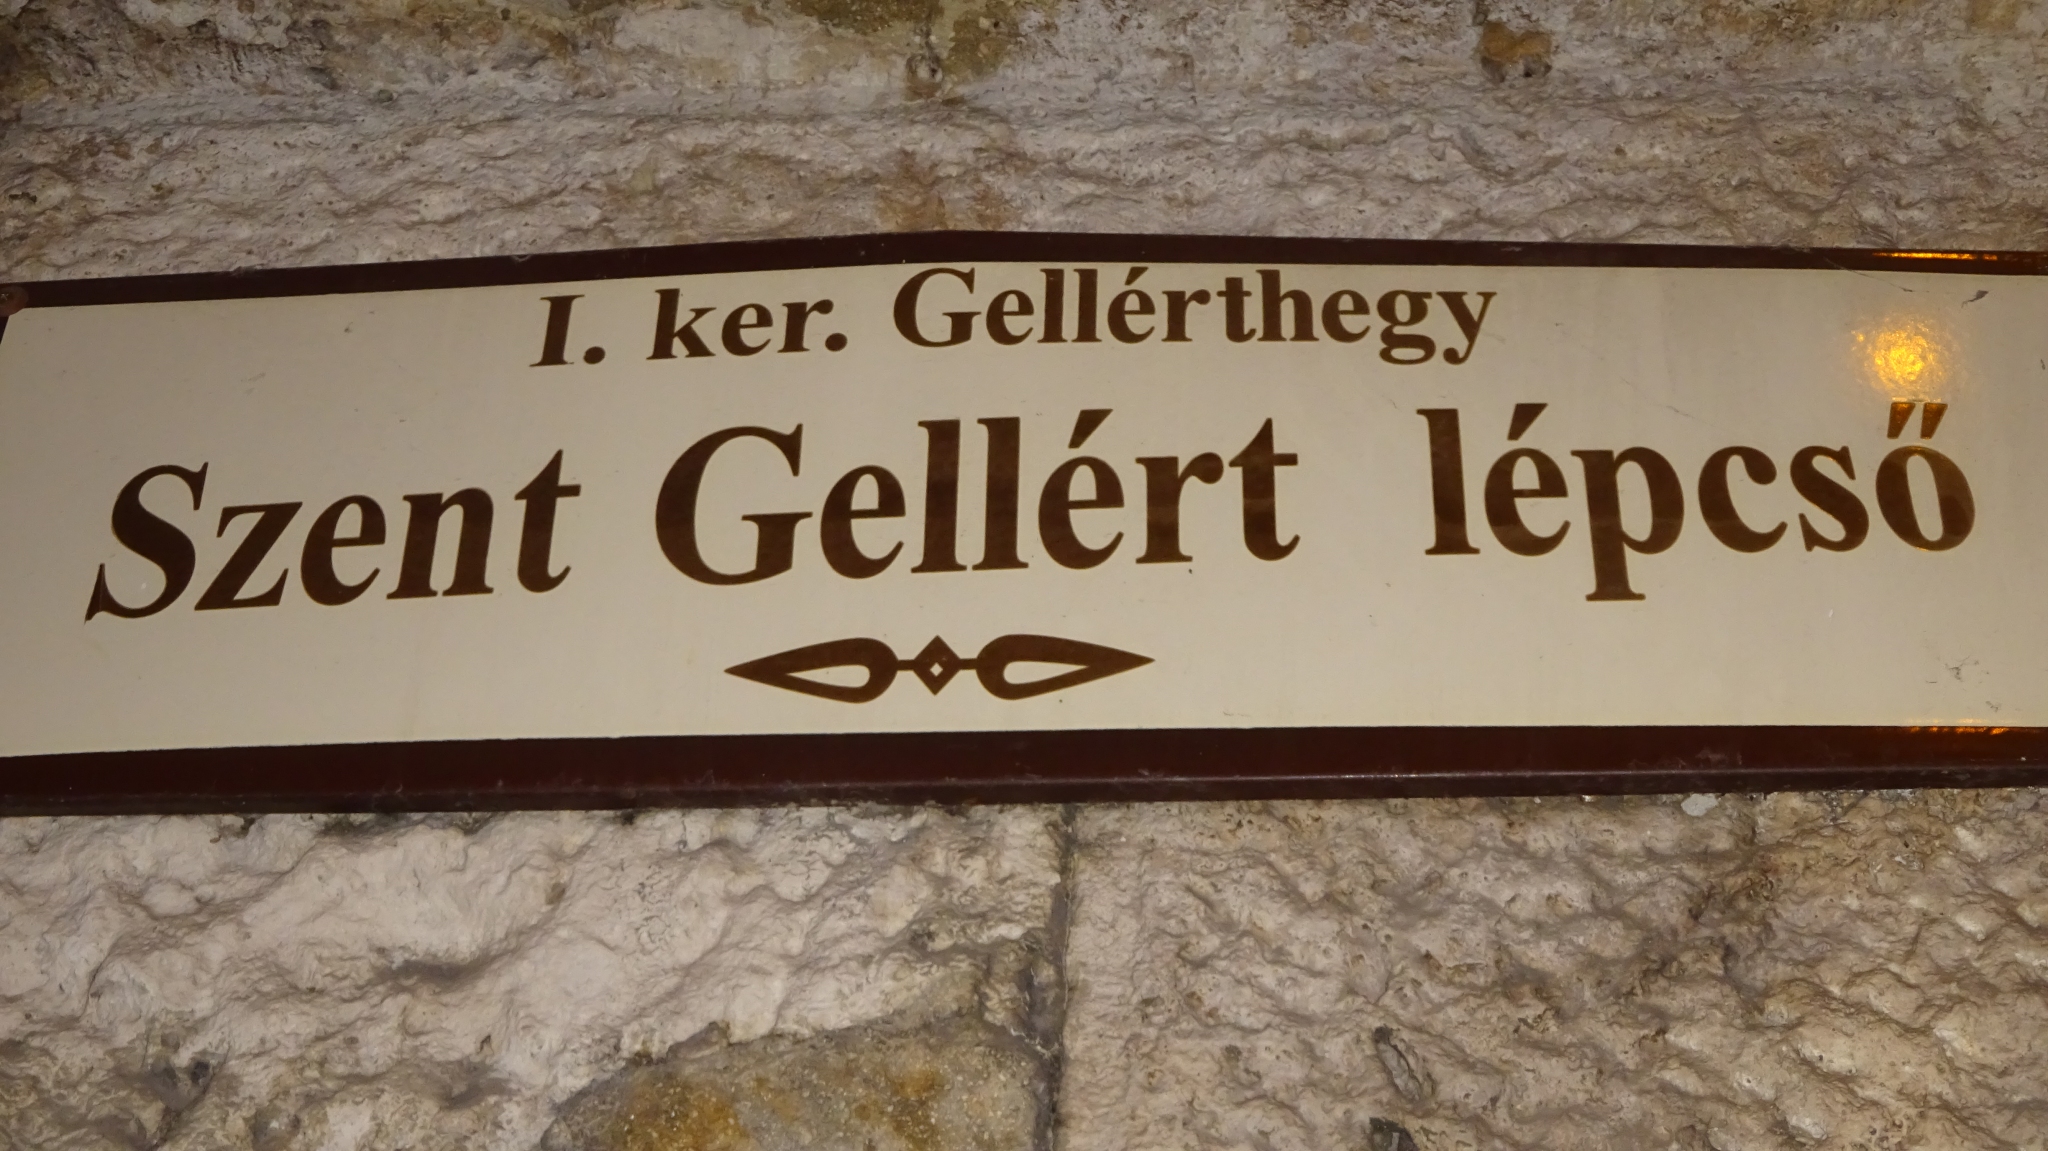 I. ker. Gellérthegy
Szent Gellért lépcső